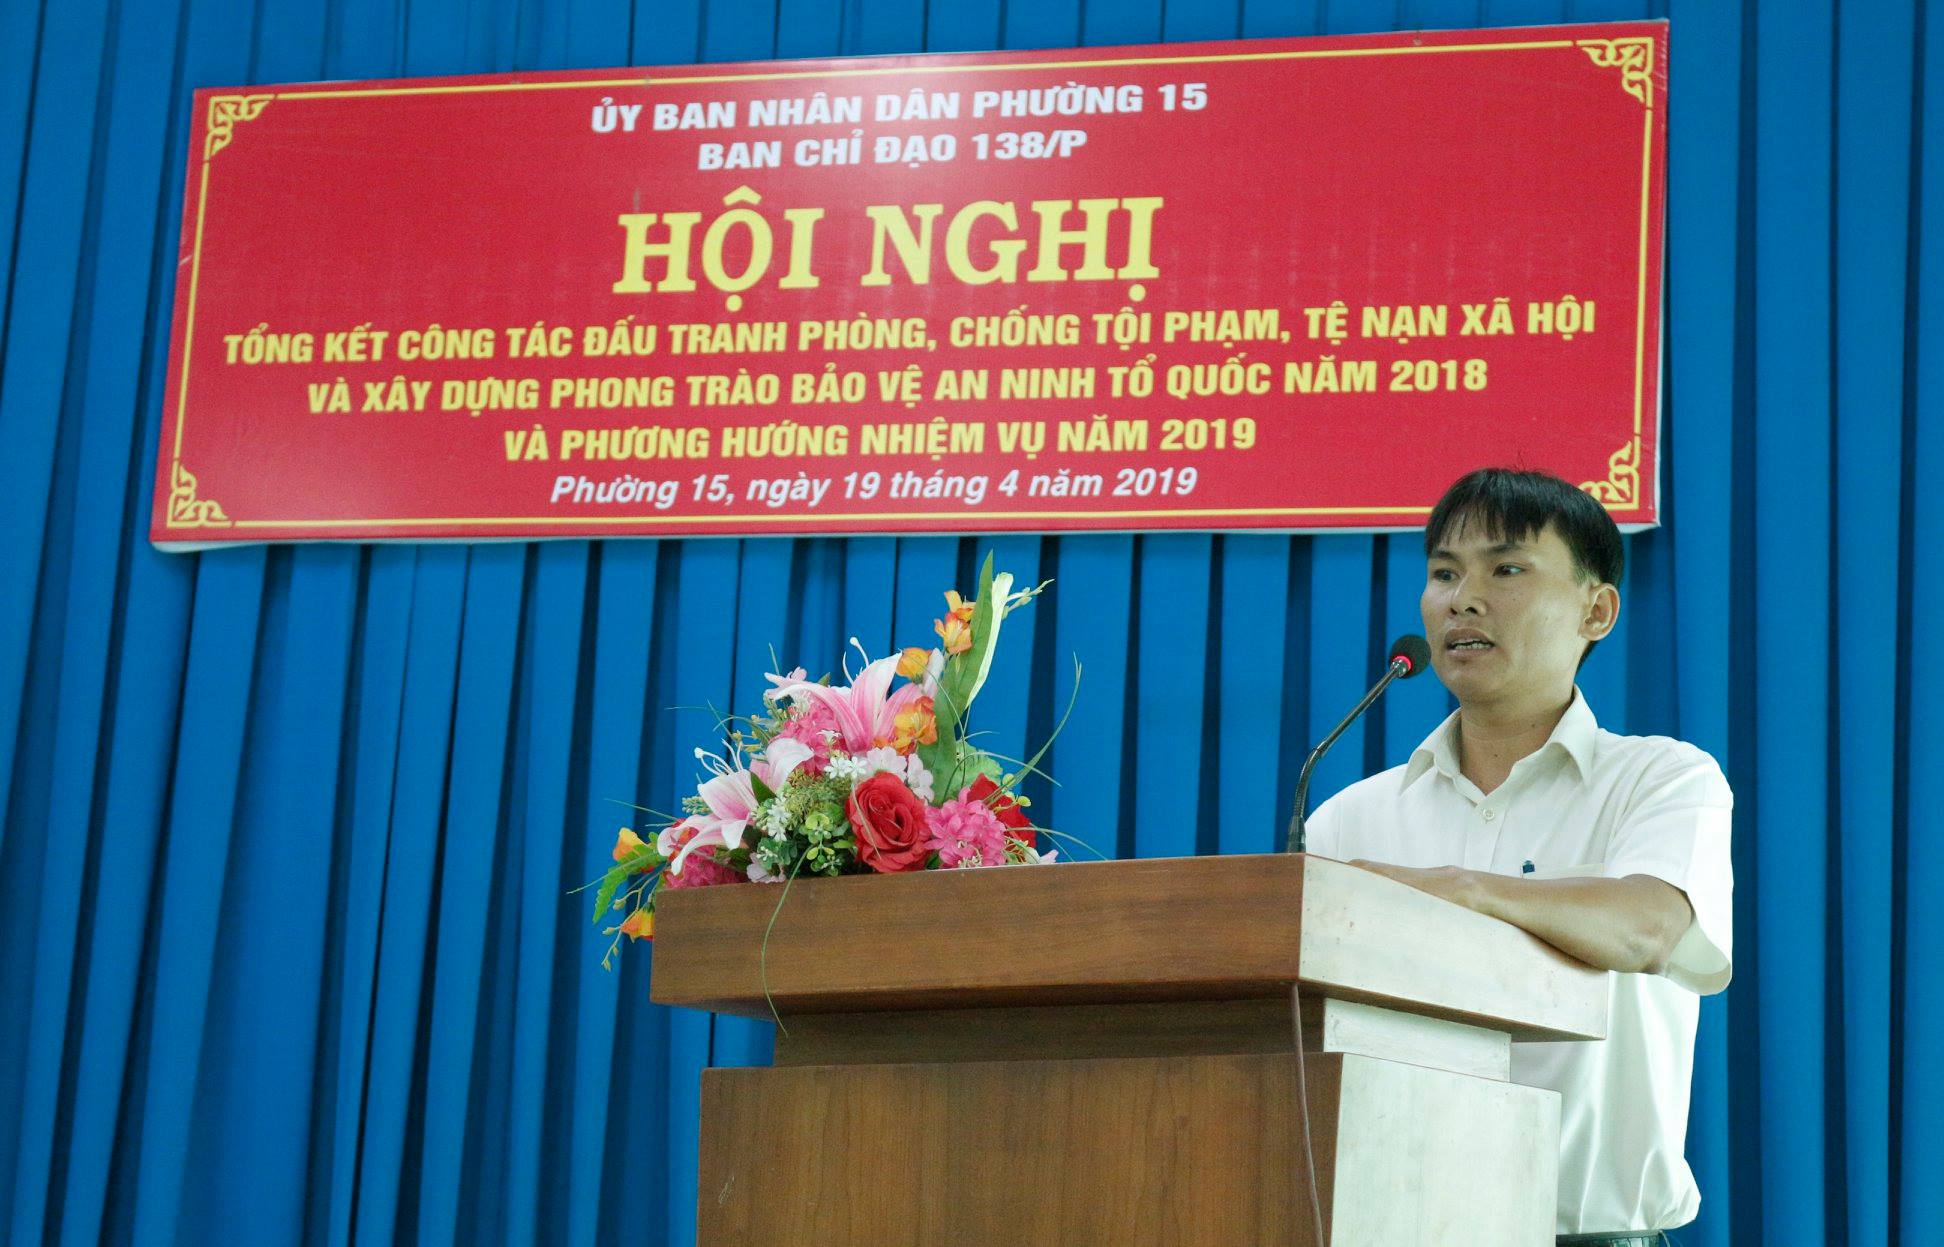 ỦY BAN NHÂN DÂN PHƯỜNG 15
BAN CHỈ ĐẠO 138/P
HỘI NGHỊ
TỔNG KẾT CÔNG TÁC ĐẤU TRANH PHÒNG, CHỐNG TỘI PHẠM, TỆ NẠN XÃ HỘI
VÀ XÂY DỰNG PHONG TRÀO BẢO VỆ AN NINH TỔ QUỐC NĂM 2018
VÀ PHƯƠNG HƯỚNG NHIỆM VỤ NĂM 2019
Phường 15, ngày 19 tháng 4 năm 2019